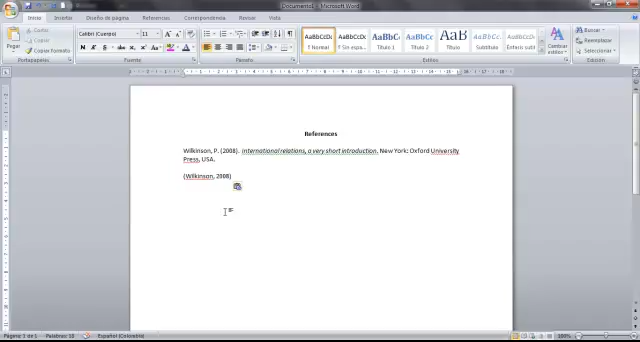 Documento1 - Microsoft Word
Inicio Insertar Diseño de página Referencias Correspondencia Revisar Vista
Pegar
Cortar
Copiar
Copiar formato
Portapapeles
Calibri (Cuerpo) 11
Fuente
Párrafo
AaBbCcDc AaBbCcDc AaBbC AaBbCc AaB AaBbCc. AaBbCcDc
¶ Normal ¶ Sin espa... Título 1 Título 2 Título Subtítulo Énfasis sutil
Estilos
Cambiar estilos
Buscar
Reemplazar
Seleccionar
Edición
References
Wilkinson, P. (2008). International relations, a very short introduction. New York: Oxford University
Press, USA.
(Wilkinson, 2008)
Página: 1 de 1 Español (Colombia) 100%